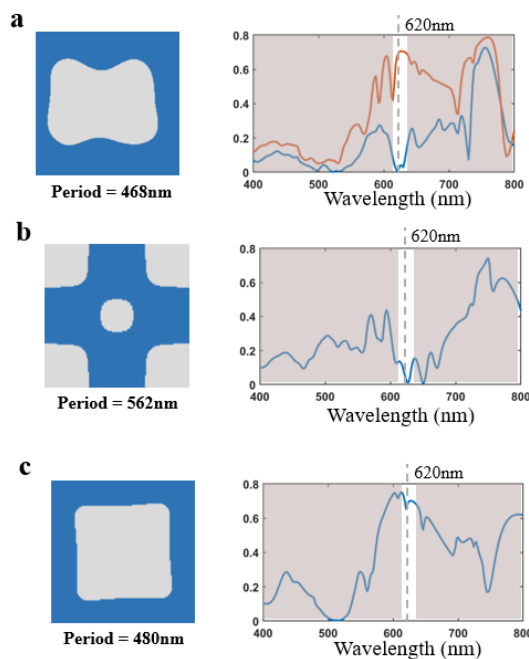 a
620nm
0.8
0.6
0.4
0.2
0
400 500 600 700 800
Wavelength (nm)
Period = 468nm
b
620nm
0.8
0.6
0.4
0.2
0
400 500 600 700 800
Wavelength (nm)
Period = 562nm
c
620nm
0.8
0.6
0.4
0.2
0
400 500 600 700 800
Wavelength (nm)
Period = 480nm